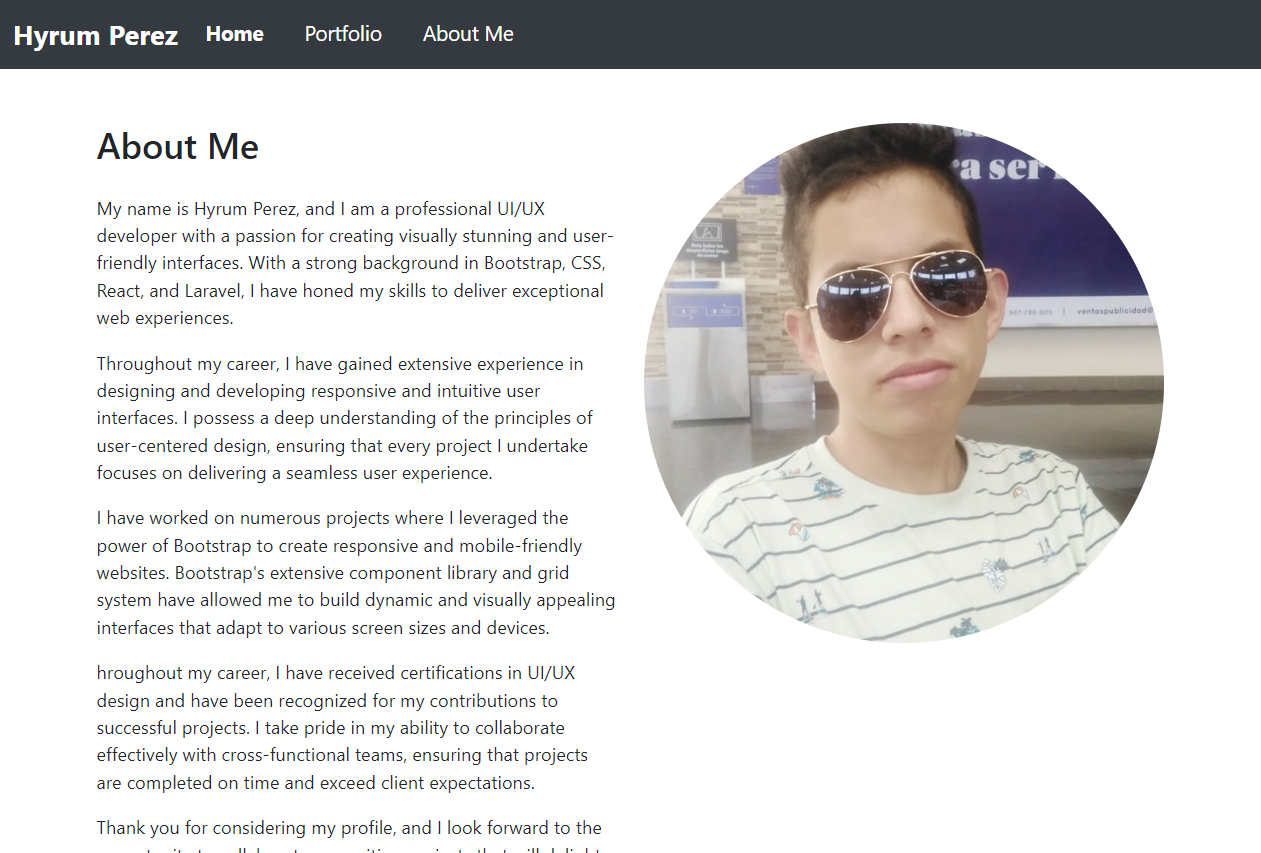 Hyrum Perez Home Portfolio About Me
About Me
My name is Hyrum Perez, and I am a professional UI/UX
developer with a passion for creating visually stunning and user-
friendly interfaces. With a strong background in Bootstrap, CSS,
React, and Laravel, I have honed my skills to deliver exceptional
web experiences.
Throughout my career, I have gained extensive experience in
designing and developing responsive and intuitive user
interfaces. I possess a deep understanding of the principles of
user-centered design, ensuring that every project I undertake
focuses on delivering a seamless user experience.
I have worked on numerous projects where I leveraged the
power of Bootstrap to create responsive and mobile-friendly
websites. Bootstrap's extensive component library and grid
system have allowed me to build dynamic and visually appealing
interfaces that adapt to various screen sizes and devices.
hroughout my career, I have received certifications in UI/UX
design and have been recognized for my contributions to
successful projects. I take pride in my ability to collaborate
effectively with cross-functional teams, ensuring that projects
are completed on time and exceed client expectations.
Thank you for considering my profile, and I look forward to the
ra ser
ventaspublicidad@